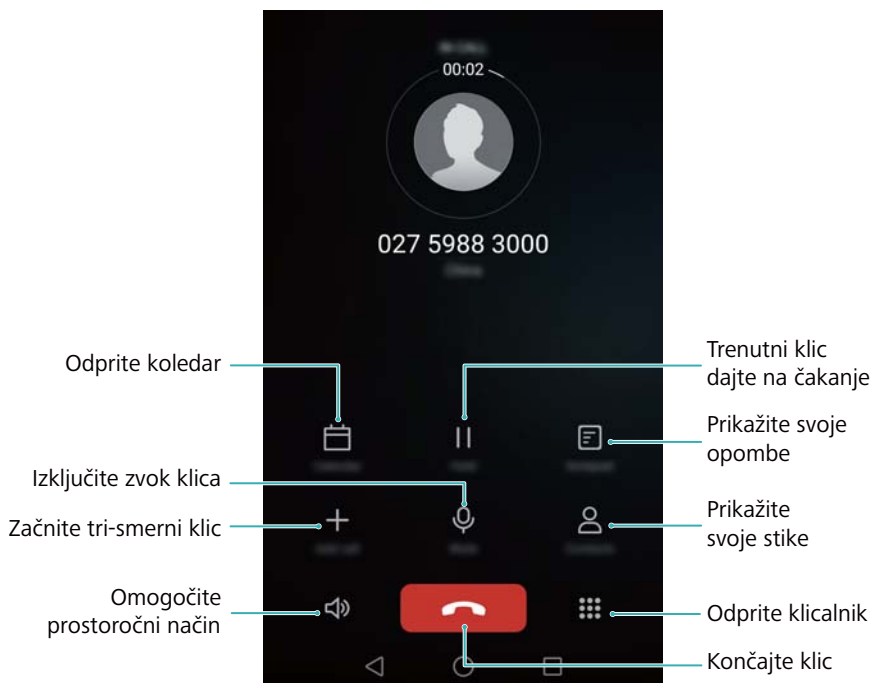 00:02
027 5988 3000
Odprite koledar
Trenutni klic
dajte na čakanje
Prikažite svoje
opombe
Izključite zvok klica
Začnite tri-smerni klic
Prikažite
svoje stike
Omogočite
prostoročni način
Odprite klicalnik
Končajte klic